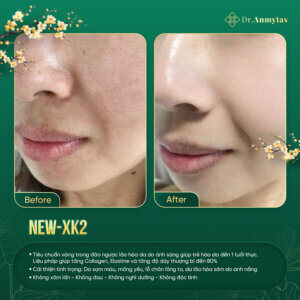 Dr.Anmytas
Before
After
NEW-XK2
• Tiêu chuẩn vàng trong đảo ngược lão hóa da do ánh sáng giúp trẻ hóa da đến 1 tuổi thực.
Liệu pháp giúp tăng Collagen, Elastine và tăng độ dày thượng bì đến 80%
• Cải thiện tình trạng: Da sạm màu, mỏng yếu, lỗ chân lông to, da lão hóa sớm do ánh nắng
• Không xâm lấn - Không đau - Không nghỉ dưỡng - Không độc tính